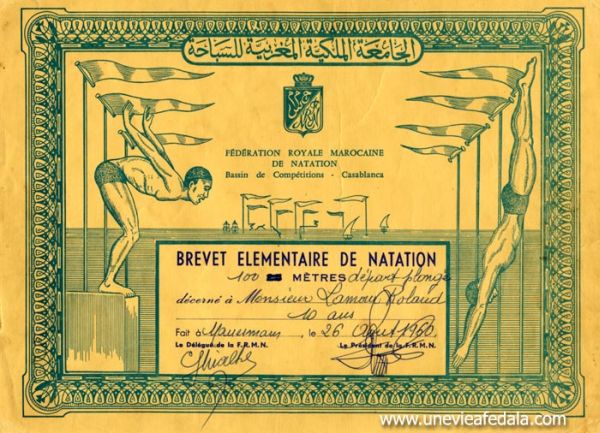 الجامعة الملكية المغربية للسباحة
FÉDÉRATION ROYALE MAROCAINE
DE NATATION
Bassin de Compétitions - Casablanca
BREVET ELEMENTAIRE DE NATATION
100 MÈTRES départ plongé
décerné à Monsieur Lamour Roland
10 ans
Fait à , le 26 Août 1960
Le Délégué de la F.R.M.N. Le Président de la F.R.M.N.
www.unevieafedala.com